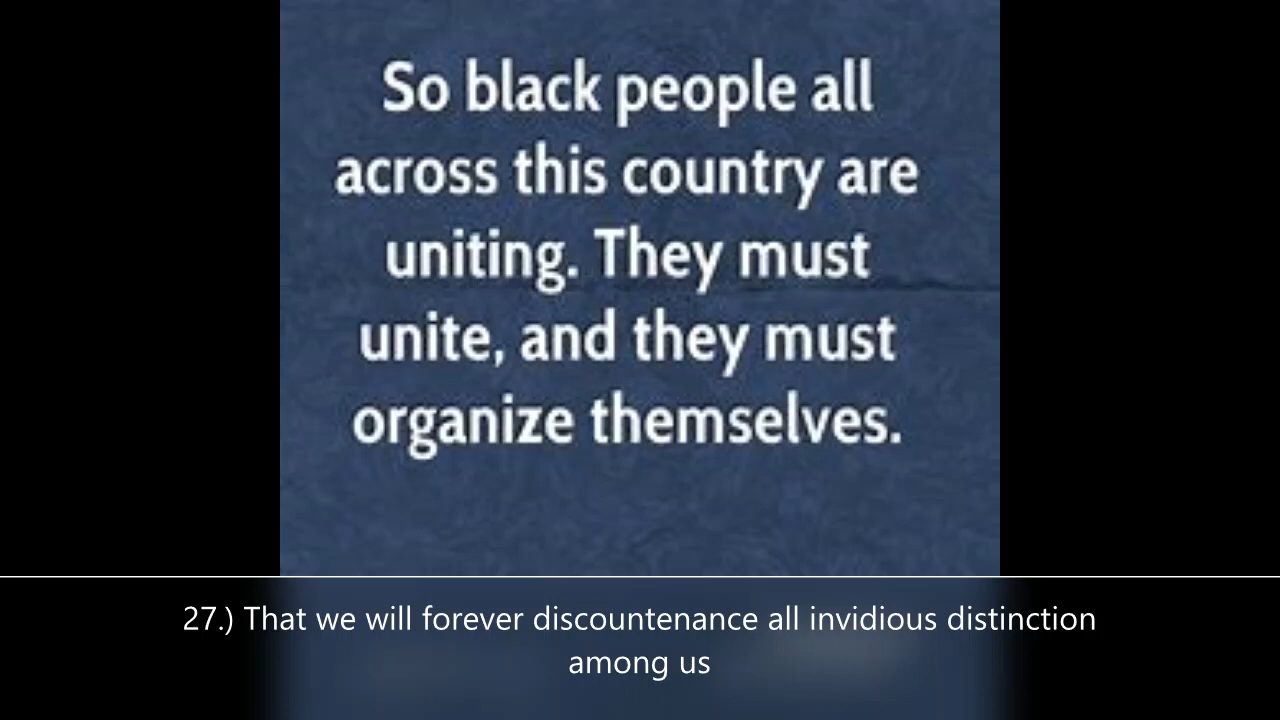 So black people all
across this country are
uniting. They must
unite, and they must
organize themselves.
27.) That we will forever discountenance all invidious distinction
among us